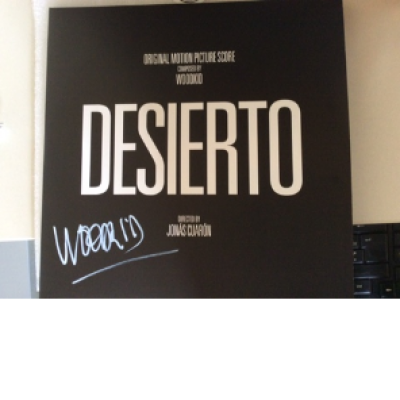 ORIGINAL MOTION PICTURE SCORE
COMPOSED BY
WOODKID
DESIERTO
DIRECTED BY
JONÁS CUARÓN